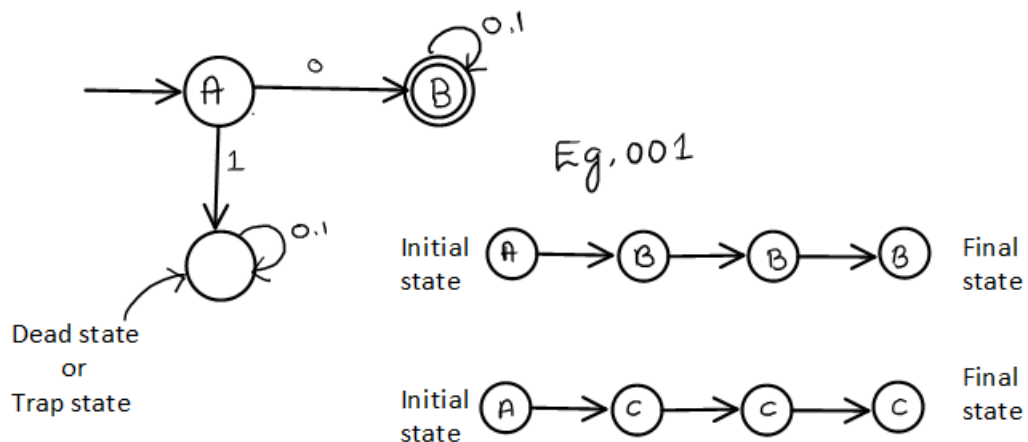 0,1
A
0
B
1
Eg. 001
0,1
Initial state
A
B
B
B
Final state
Dead state
or
Trap state
Initial state
A
C
C
C
Final state